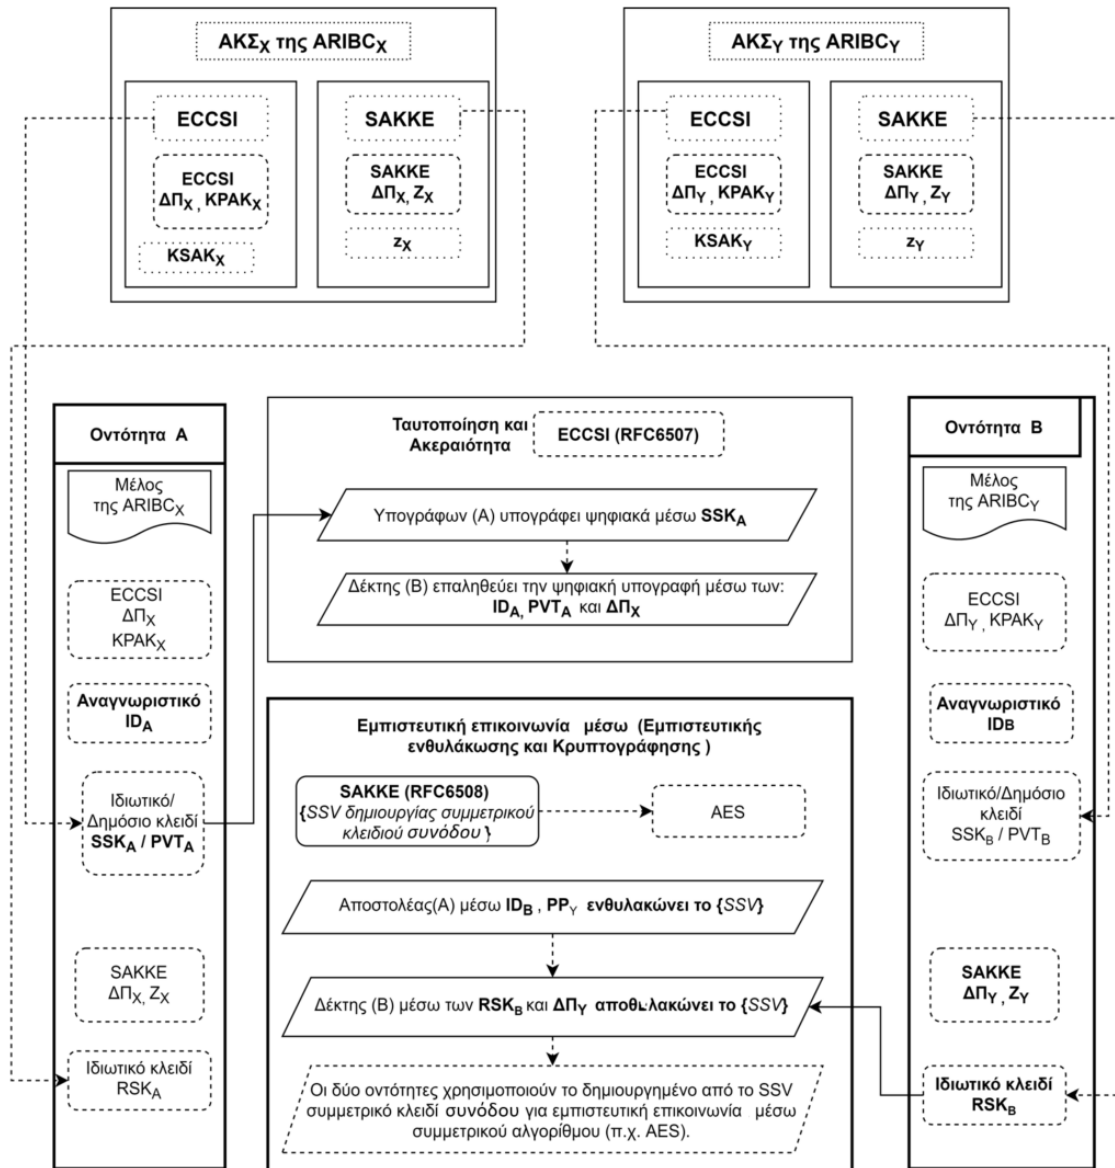 ΑΚΣX της ARIBCX
ECCSI
ECCSI
ΔΠX , KPAKX
KSAKX
SAKKE
SAKKE
ΔΠX, ZX
zX
ΑΚΣY της ARIBCY
ECCSI
ECCSI
ΔΠY , KPAKY
KSAKY
SAKKE
SAKKE
ΔΠY, ZY
zY
Οντότητα Α
Μέλος
της ARIBCX
ECCSI
ΔΠX
KPAKX
Αναγνωριστικό
IDA
Ιδιωτικό/
Δημόσιο κλειδί
SSKA / PVTA
SAKKE
ΔΠX, ZX
Ιδιωτικό κλειδί
RSKA
Ταυτοποίηση και
Ακεραιότητα
ECCSI (RFC6507)
Υπογράφων (Α) υπογράφει ψηφιακά μέσω SSKA
Δέκτης (Β) επαληθεύει την ψηφιακή υπογραφή μέσω των:
IDA, PVTA και ΔΠX
Εμπιστευτική επικοινωνία μέσω (Εμπιστευτικής
ενθυλάκωσης και Κρυπτογράφησης )
SAKKE (RFC6508)
{SSV δημιουργίας συμμετρικού
κλειδιού συνόδου }
AES
Αποστολέας(Α) μέσω IDB , PPY ενθυλακώνει το {SSV}
Δέκτης (Β) μέσω των RSKB και ΔΠY αποθυλακώνει το {SSV}
Οι δύο οντότητες χρησιμοποιούν το δημιουργημένο από το SSV
συμμετρικό κλειδί συνόδου για εμπιστευτική επικοινωνία μέσω
συμμετρικού αλγορίθμου (π.χ. AES).
Οντότητα Β
Μέλος
της ARIBCY
ECCSI
ΔΠY , KPAKY
Αναγνωριστικό
IDB
Ιδιωτικό/Δημόσιο
κλειδί
SSKB / PVTB
SAKKE
ΔΠY , ZY
Ιδιωτικό κλειδί
RSKB